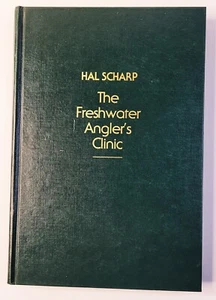 HAL SCHARP
The
Freshwater
Angler's
Clinic